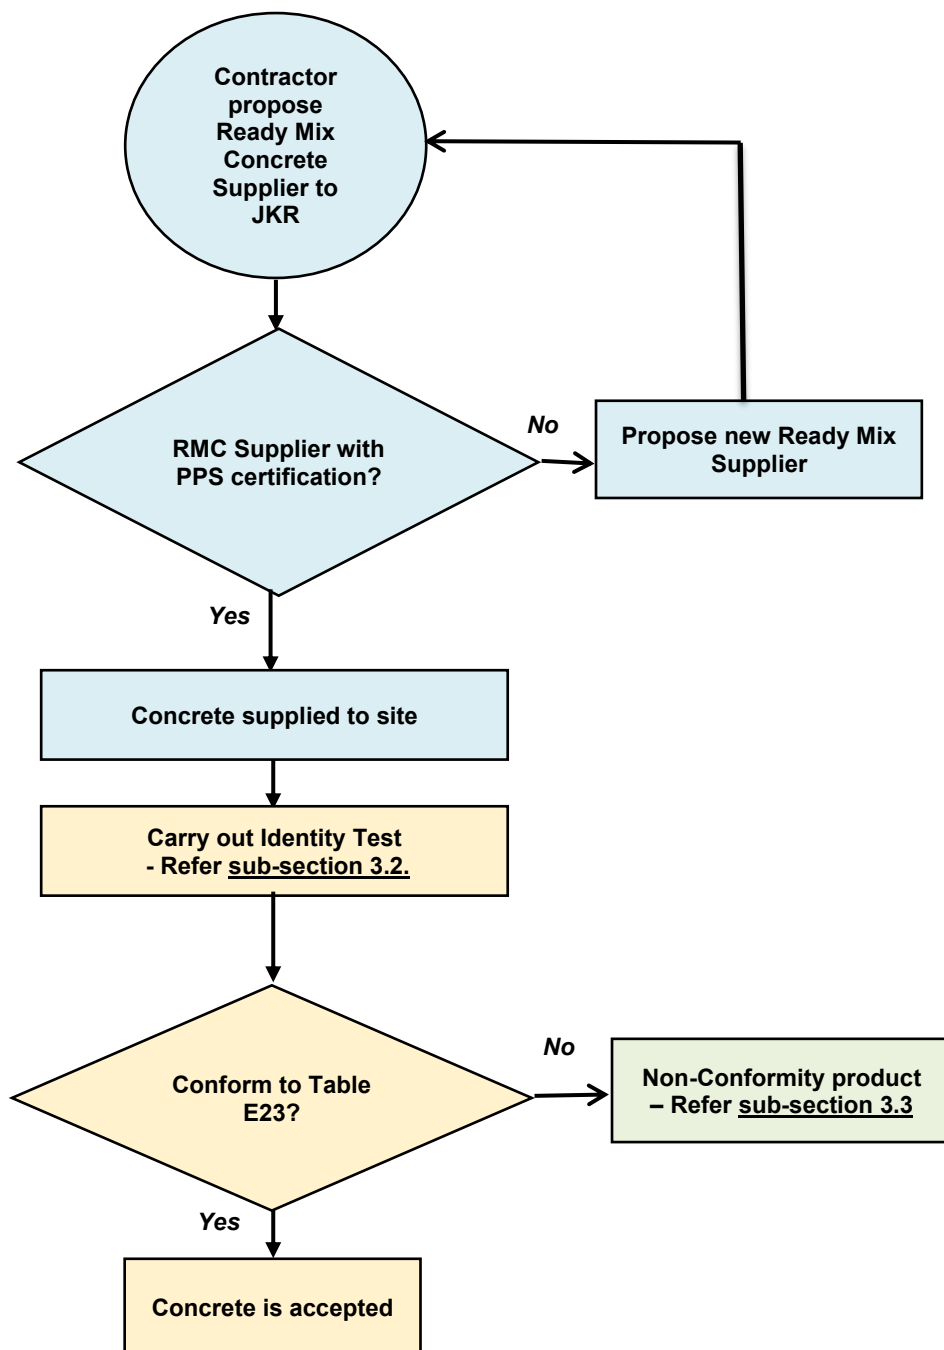 Contractor
propose
Ready Mix
Concrete
Supplier to
JKR
RMC Supplier with
PPS certification?
No
Propose new Ready Mix
Supplier
Yes
Concrete supplied to site
Carry out Identity Test
- Refer sub-section 3.2.
Conform to Table
E23?
No
Non-Conformity product
– Refer sub-section 3.3
Yes
Concrete is accepted